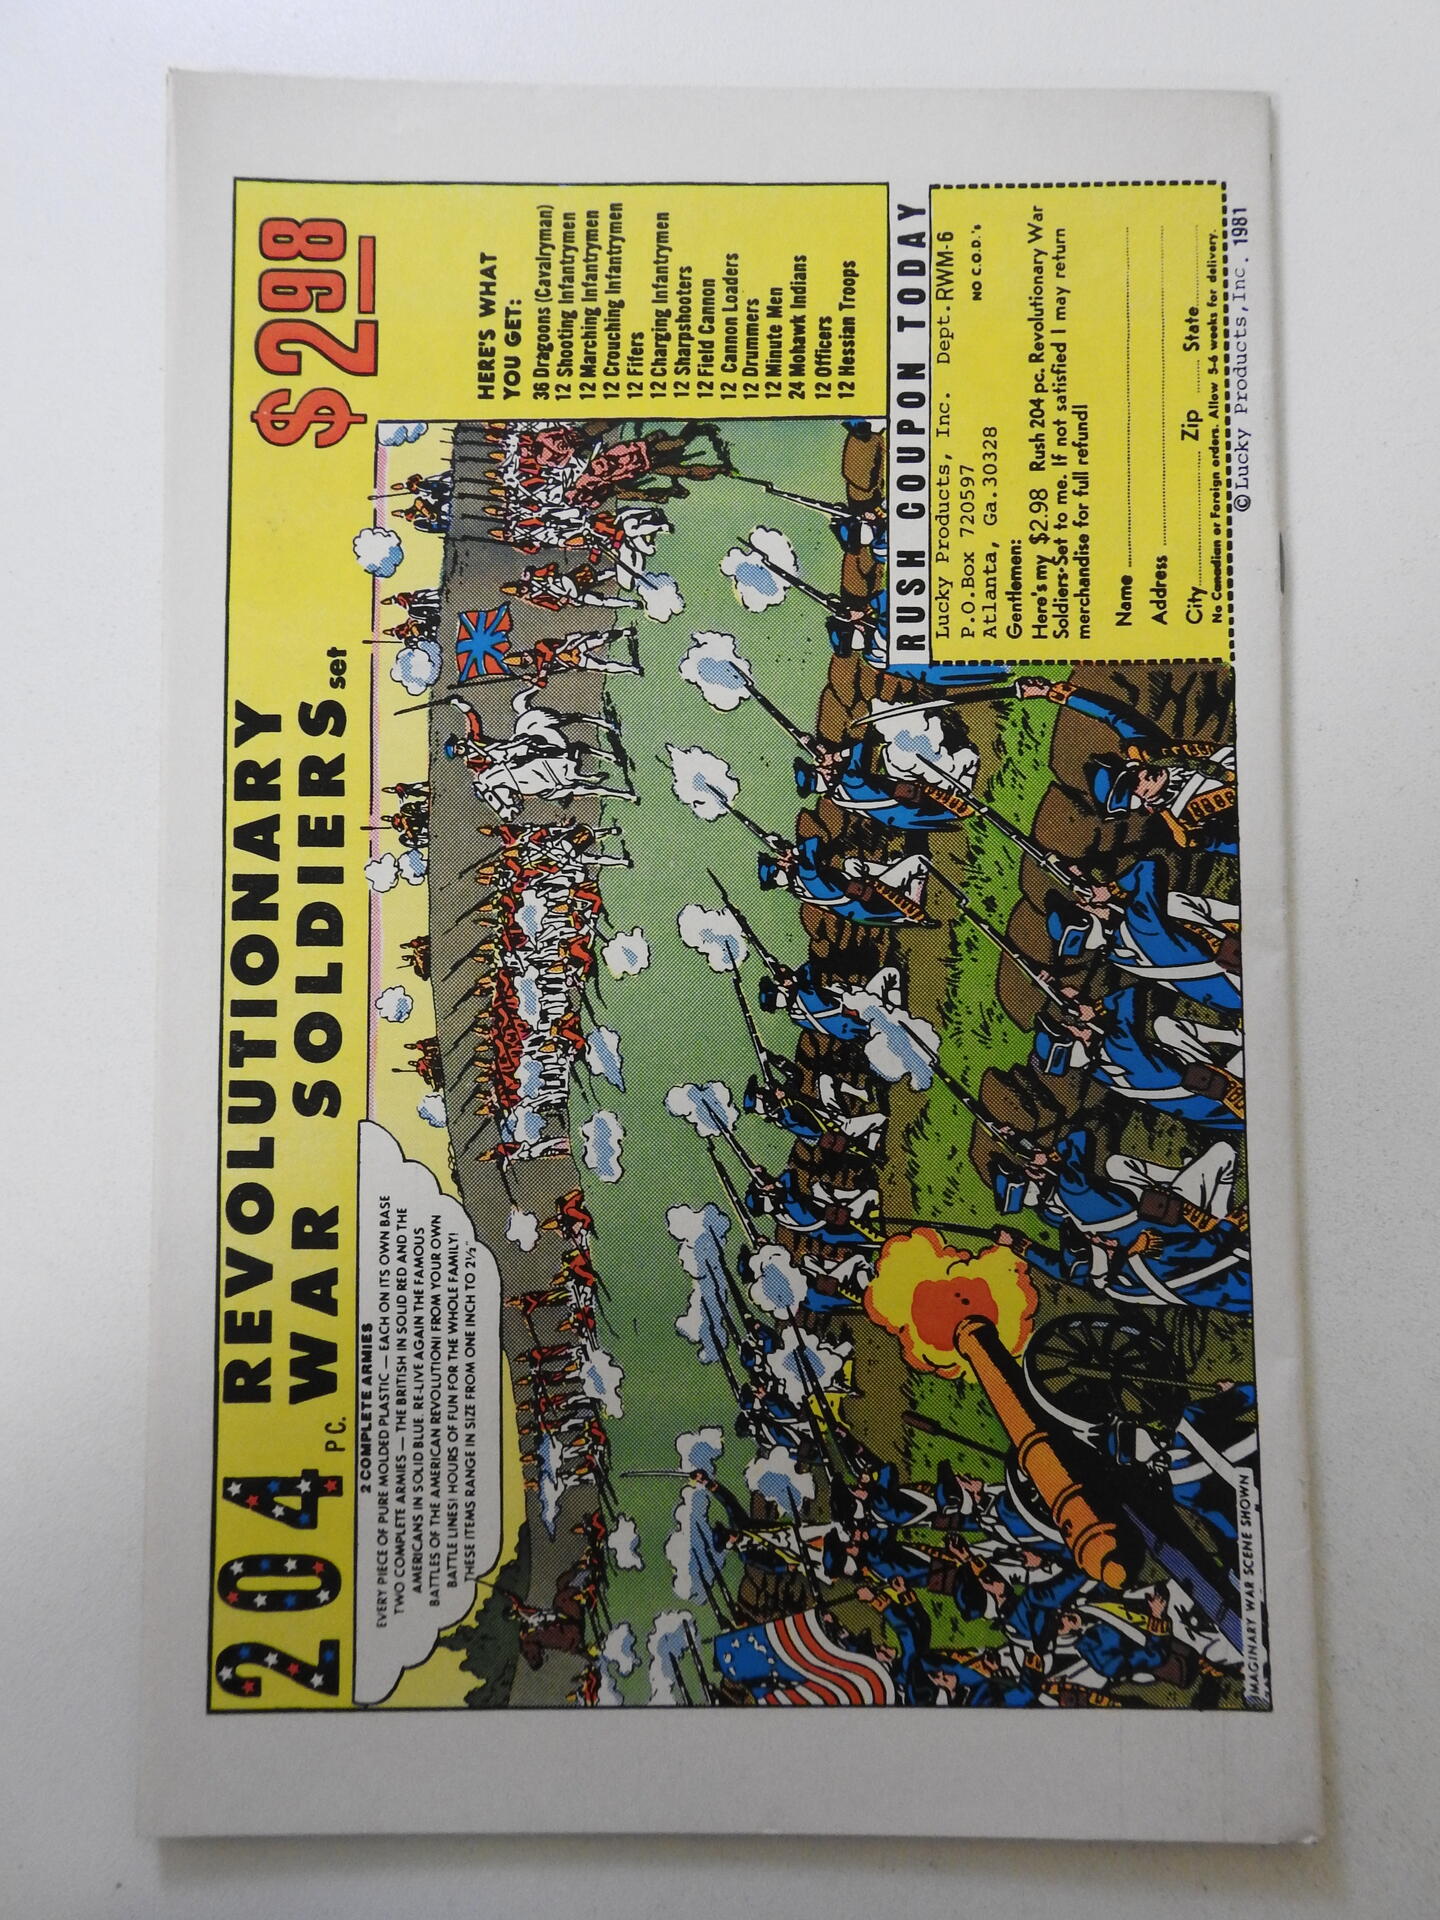 204 PC. REVOLUTIONARY
WAR SOLDIERS set
$2.98
2 COMPLETE ARMIES
EVERY PIECE OF PURE MOLDED PLASTIC — EACH ON ITS OWN BASE
TWO COMPLETE ARMIES — THE BRITISH IN SOLID RED AND THE
AMERICANS IN SOLID BLUE. RE-LIVE AGAIN THE FAMOUS
BATTLES OF THE AMERICAN REVOLUTION! FROM YOUR OWN
BATTLE LINES! HOURS OF FUN FOR THE WHOLE FAMILY!
THESE ITEMS RANGE IN SIZE FROM ONE INCH TO 2½"
HERE'S WHAT
YOU GET:
36 Dragoons (Cavalryman)
12 Shooting Infantrymen
12 Marching Infantrymen
12 Crouching Infantrymen
12 Fifers
12 Charging Infantrymen
12 Sharpshooters
12 Field Cannon
12 Cannon Loaders
12 Drummers
12 Minute Men
24 Mohawk Indians
12 Officers
12 Hessian Troops
RUSH COUPON TODAY
Lucky Products, Inc. Dept. RWM-6
P.O.Box 720597 NO C.O.D.'s
Atlanta, Ga. 30328
Gentlemen:
Here's my $2.98 Rush 204 pc. Revolutionary War
Soldiers Set to me. If not satisfied I may return
merchandise for full refund!
Name
Address
City Zip State
No Canadian or Foreign orders. Allow 5-6 weeks for delivery.
© Lucky Products, Inc. 1981
IMAGINARY WAR SCENE SHOWN